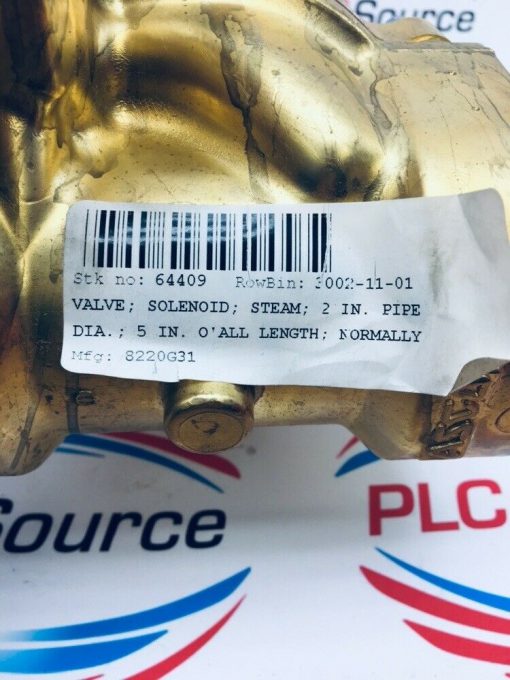 Source
Stk no: 64409 RowBin: 3002-11-01
VALVE; SOLENOID; STEAM; 2 IN. PIPE
DIA.; 5 IN. O'ALL LENGTH; NORMALLY
Mfg: 8220G31
Source
PLC